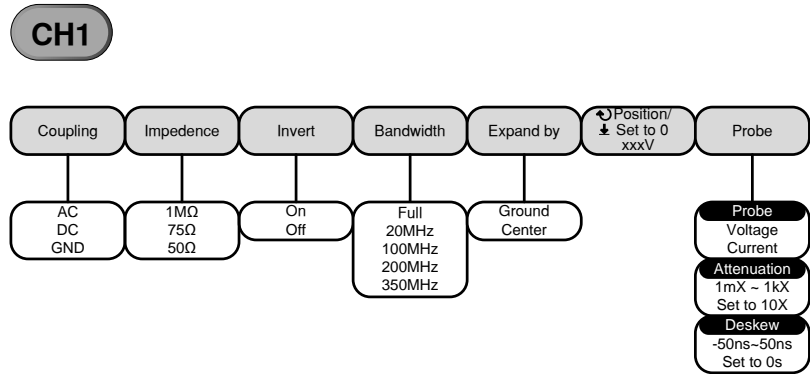 CH1
Coupling
Impedence
Invert
Bandwidth
Expand by
Position/
Set to 0
xxxV
Probe
AC
DC
GND
1MΩ
75Ω
50Ω
On
Off
Full
20MHz
100MHz
200MHz
350MHz
Ground
Center
Probe
Voltage
Current
Attenuation
1mX ~ 1kX
Set to 10X
Deskew
-50ns~50ns
Set to 0s